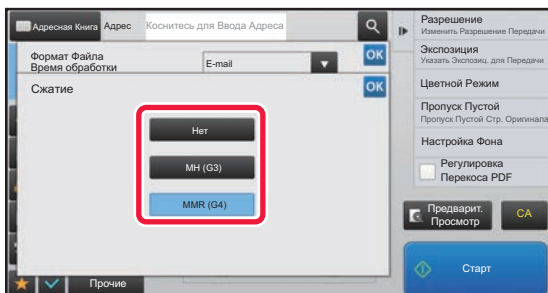 Адресная Книга
Адрес
Коснитесь для Ввода Адреса
Формат Файла
Время обработки
E-mail
OK
Сжатие
OK
Нет
MH (G3)
MMR (G4)
Прочие
Разрешение
Изменить Разрешение Передачи
Экспозиция
Указать Экспозиц. для Передачи
Цветной Режим
Пропуск Пустой
Пропуск Пустой Стр. Оригинала
Настройка Фона
Регулировка
Перекоса PDF
Предварит.
Просмотр
CA
Старт